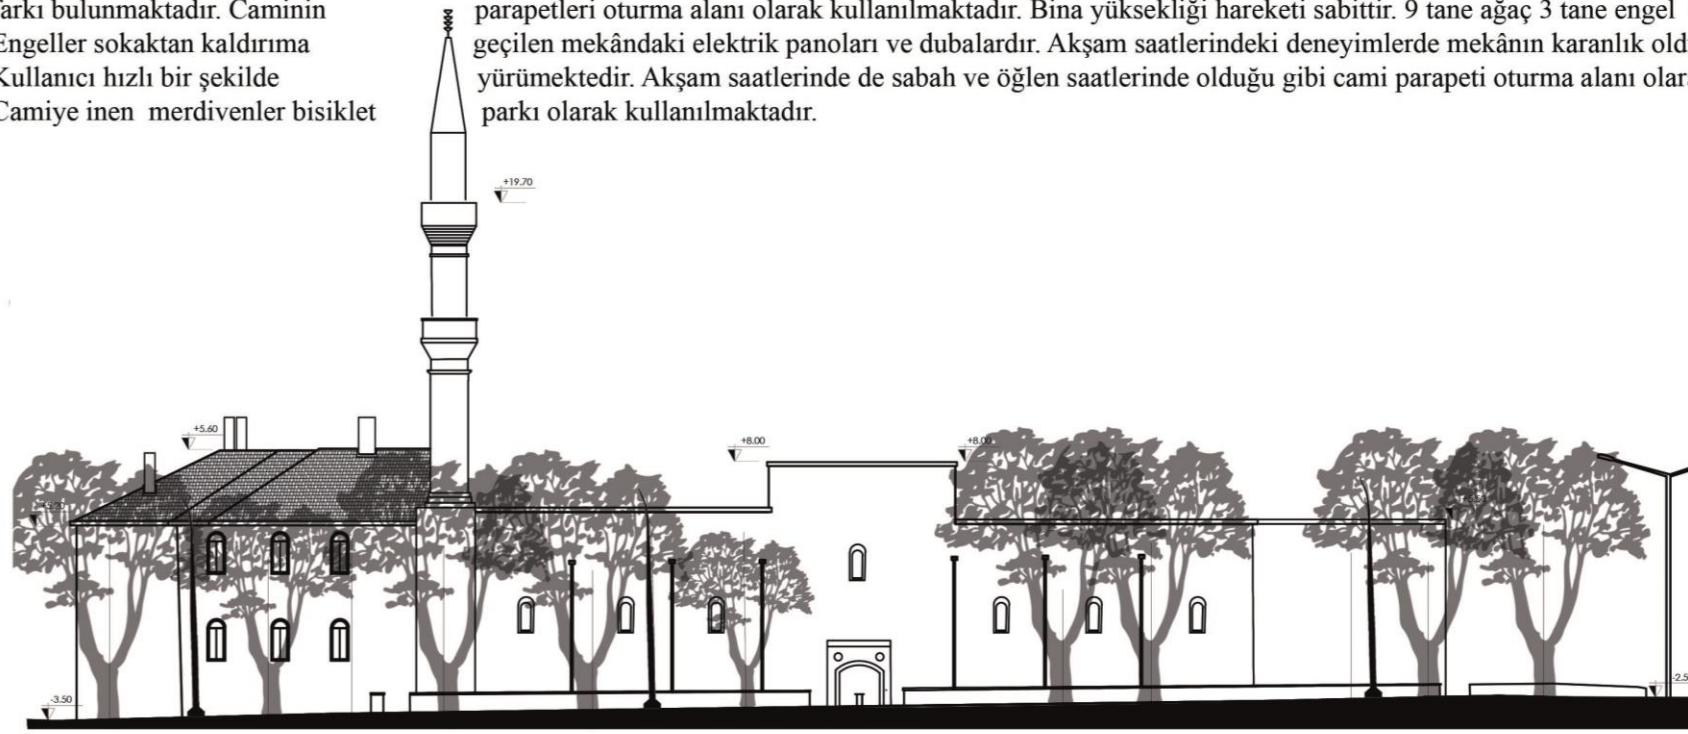 farkı bulunmaktadır. Caminin parapetleri oturma alanı olarak kullanılmaktadır. Bina yüksekliği hareketi sabittir. 9 tane ağaç 3 tane engel
Engeller sokaktan kaldırıma geçilen mekândaki elektrik panoları ve dubalardır. Akşam saatlerindeki deneyimlerde mekânın karanlık
Kullanıcı hızlı bir şekilde yürümektedir. Akşam saatlerinde de sabah ve öğlen saatlerinde olduğu gibi cami parapeti oturma alanı
Camiye inen merdivenler bisiklet parkı olarak kullanılmaktadır.
+19.70
+5.60
+8.00
+8.00
-3.50